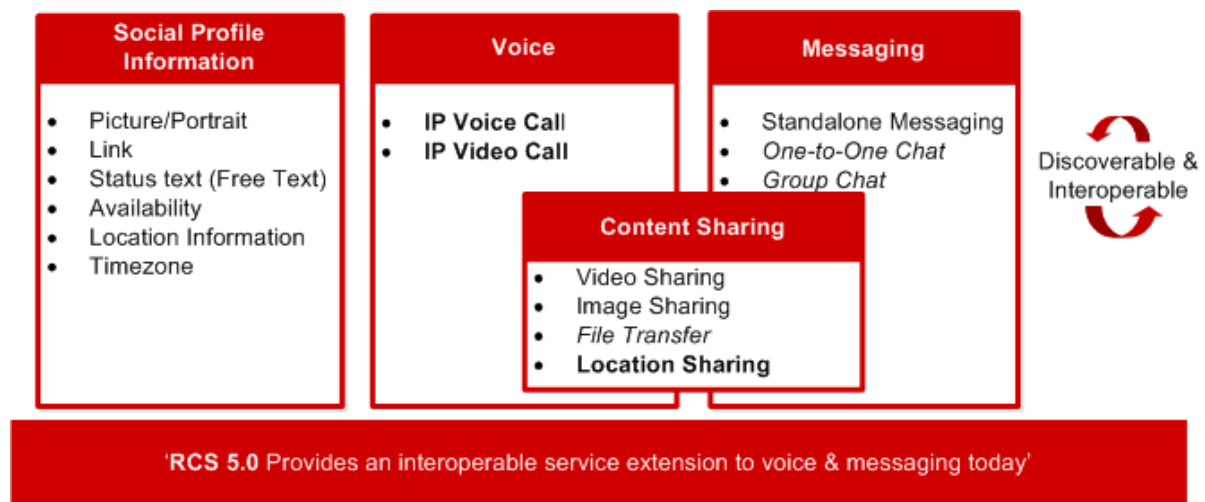 Social Profile
Information
• Picture/Portrait
• Link
• Status text (Free Text)
• Availability
• Location Information
• Timezone
Voice
• IP Voice Call
• IP Video Call
Messaging
• Standalone Messaging
• One-to-One Chat
• Group Chat
Content Sharing
• Video Sharing
• Image Sharing
• File Transfer
• Location Sharing
Discoverable &
Interoperable
‘RCS 5.0 Provides an interoperable service extension to voice & messaging today’